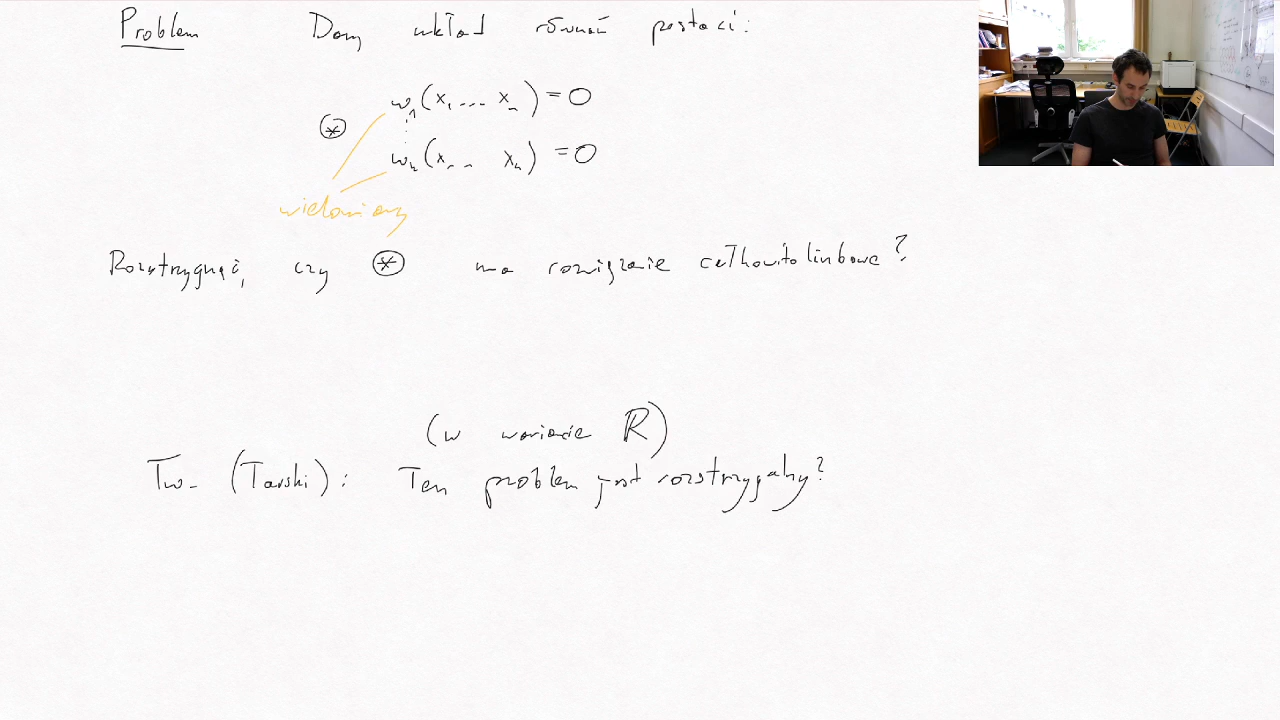 Problem Dany układ równań postaci:
w₁(x₁ ... xₙ) = 0
⊛
wₖ(x₁ ... xₙ) = 0
wielomiany
Rozstrzygnąć, czy ⊛ ma rozwiązanie całkowitoliczbowe?
(w wariancie ℝ)
Tw. (Tarski): Ten problem jest rozstrzygalny?